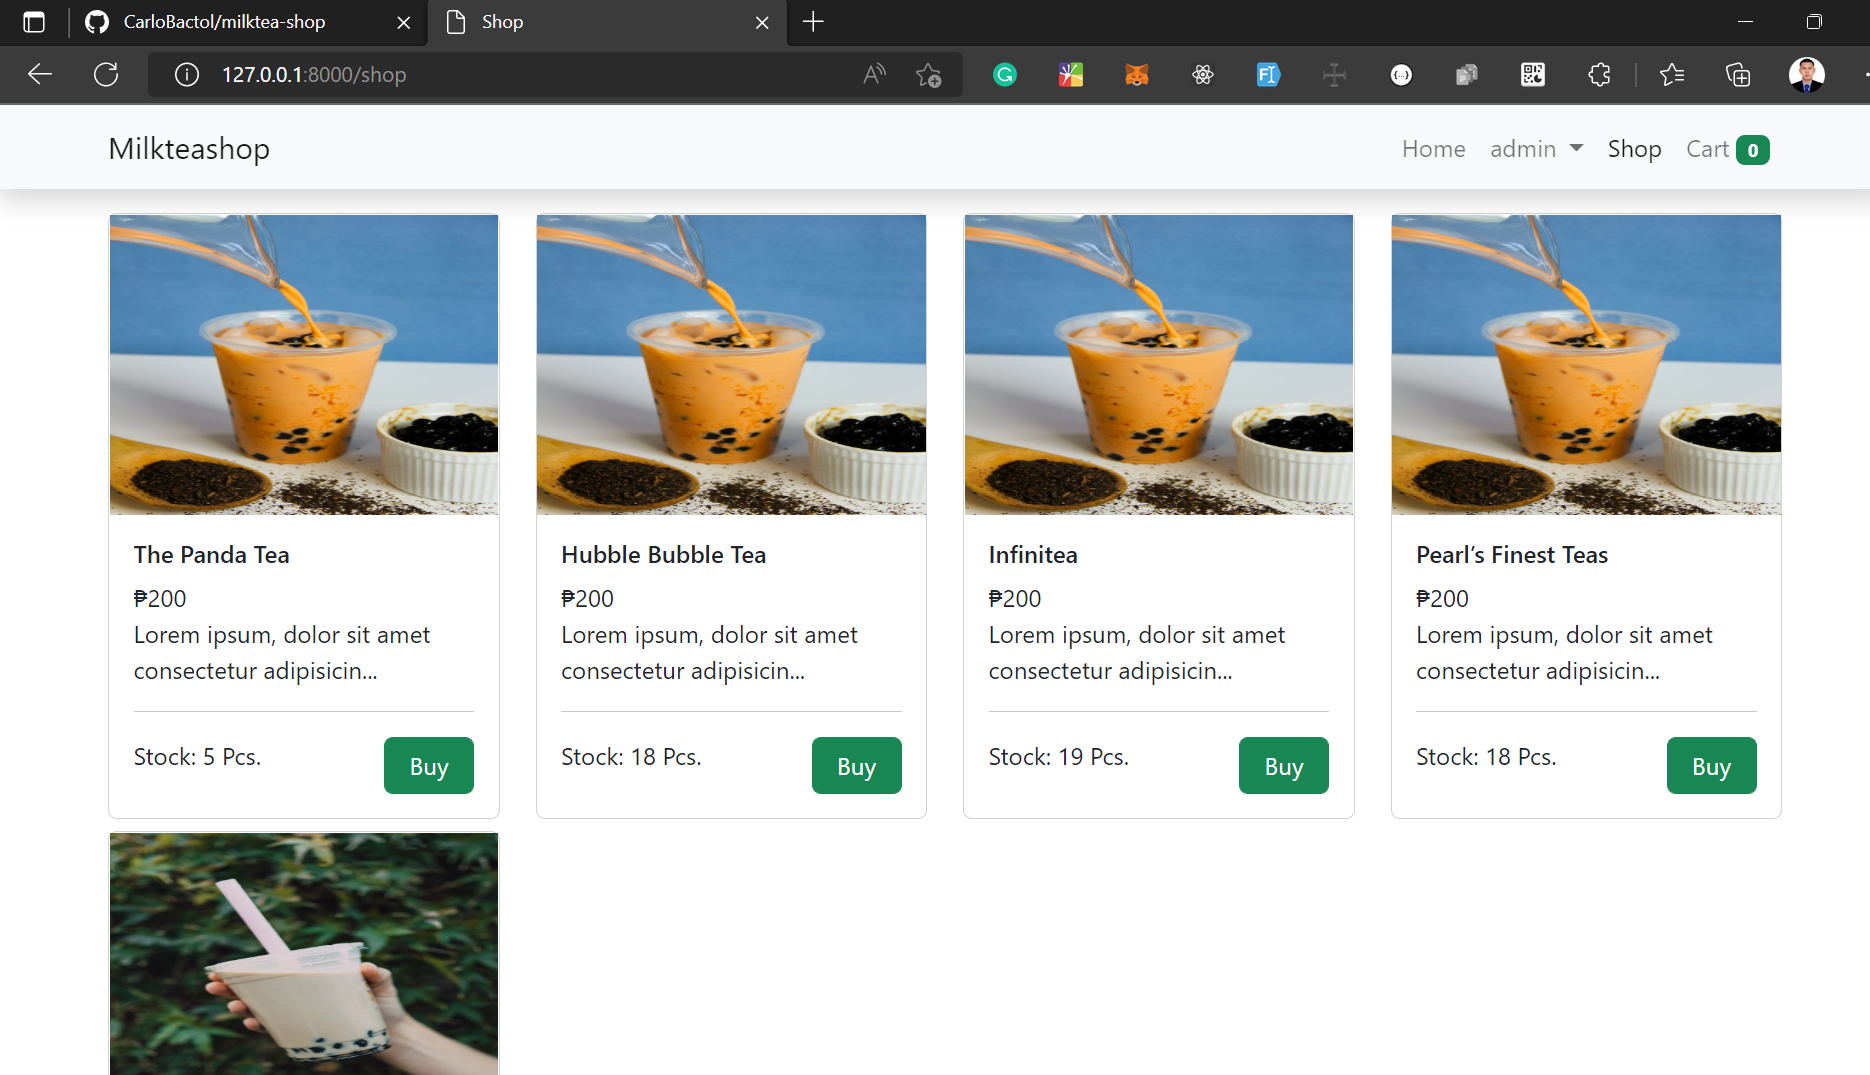 CarloBactol/milktea-shop
Shop
127.0.0.1:8000/shop
Milkteashop
Home admin Shop Cart 0
The Panda Tea
₱200
Lorem ipsum, dolor sit amet
consectetur adipisicin...
Stock: 5 Pcs.
Buy
Hubble Bubble Tea
₱200
Lorem ipsum, dolor sit amet
consectetur adipisicin...
Stock: 18 Pcs.
Buy
Infinitea
₱200
Lorem ipsum, dolor sit amet
consectetur adipisicin...
Stock: 19 Pcs.
Buy
Pearl’s Finest Teas
₱200
Lorem ipsum, dolor sit amet
consectetur adipisicin...
Stock: 18 Pcs.
Buy